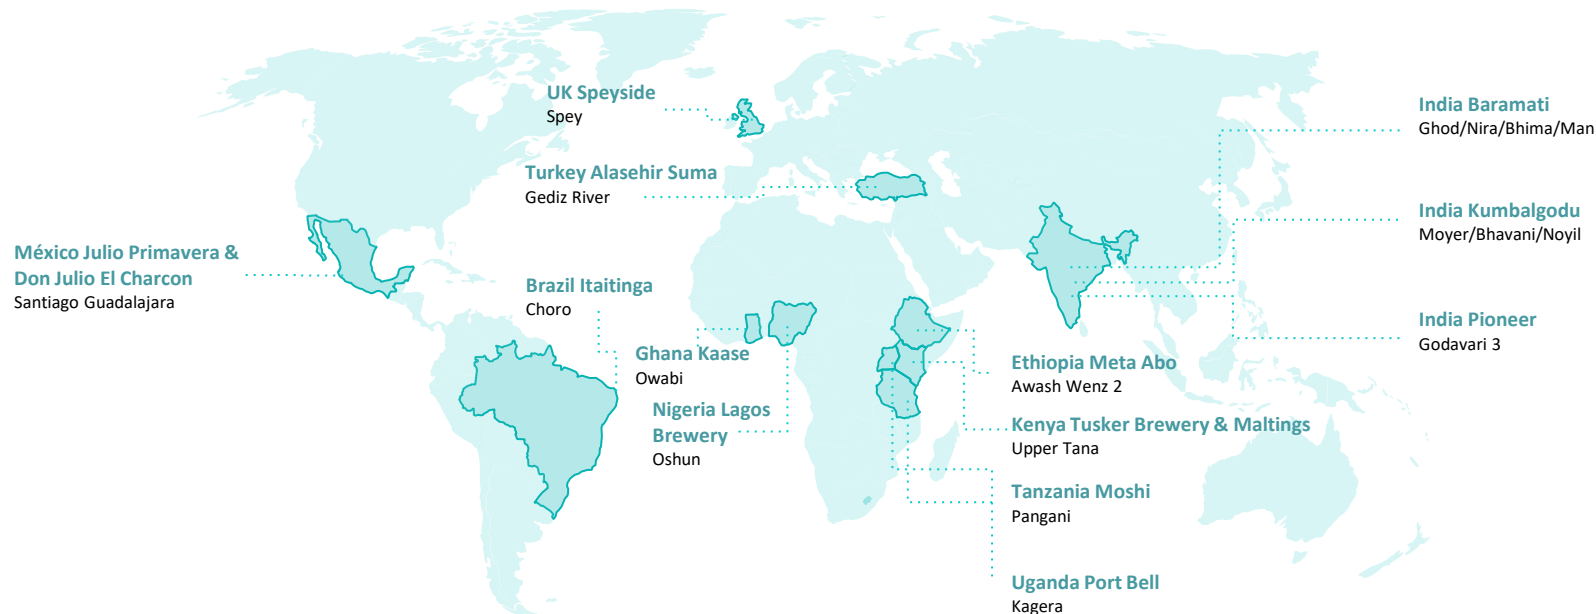 UK Speyside
Spey
Turkey Alasehir Suma
Gediz River
México Julio Primavera &
Don Julio El Charcon
Santiago Guadalajara
Brazil Itaitinga
Choro
Ghana Kaase
Owabi
Nigeria Lagos
Brewery
Oshun
India Baramati
Ghod/Nira/Bhima/Man
India Kumbalgodu
Moyer/Bhavani/Noyil
India Pioneer
Godavari 3
Ethiopia Meta Abo
Awash Wenz 2
Kenya Tusker Brewery & Maltings
Upper Tana
Tanzania Moshi
Pangani
Uganda Port Bell
Kagera